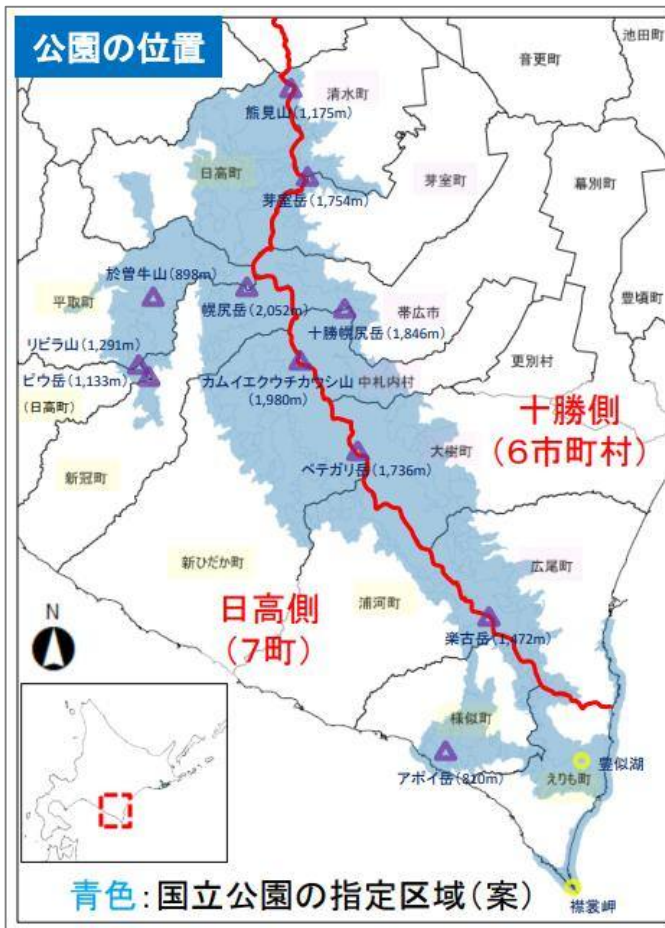 公園の位置
池田町
音更町
清水町
熊見山(1,175m)
日高町
芽室町
幕別町
芽室岳(1,754m)
於曽牛山(898m)
平取町
幌尻岳(2,052m)
帯広市
豊頃町
十勝幌尻岳(1,846m)
リビラ山(1,291m)
更別村
ピウ岳(1,133m)
カムイエクウチカウシ山
(1,980m)
中札内村
(日高町)
十勝側
(6市町村)
大樹町
ペテガリ岳(1,736m)
新冠町
新ひだか町
広尾町
浦河町
日高側
(7町)
N
楽古岳(1,472m)
様似町
豊似湖
アポイ岳(810m)
えりも町
青色:国立公園の指定区域(案)
襟裳岬